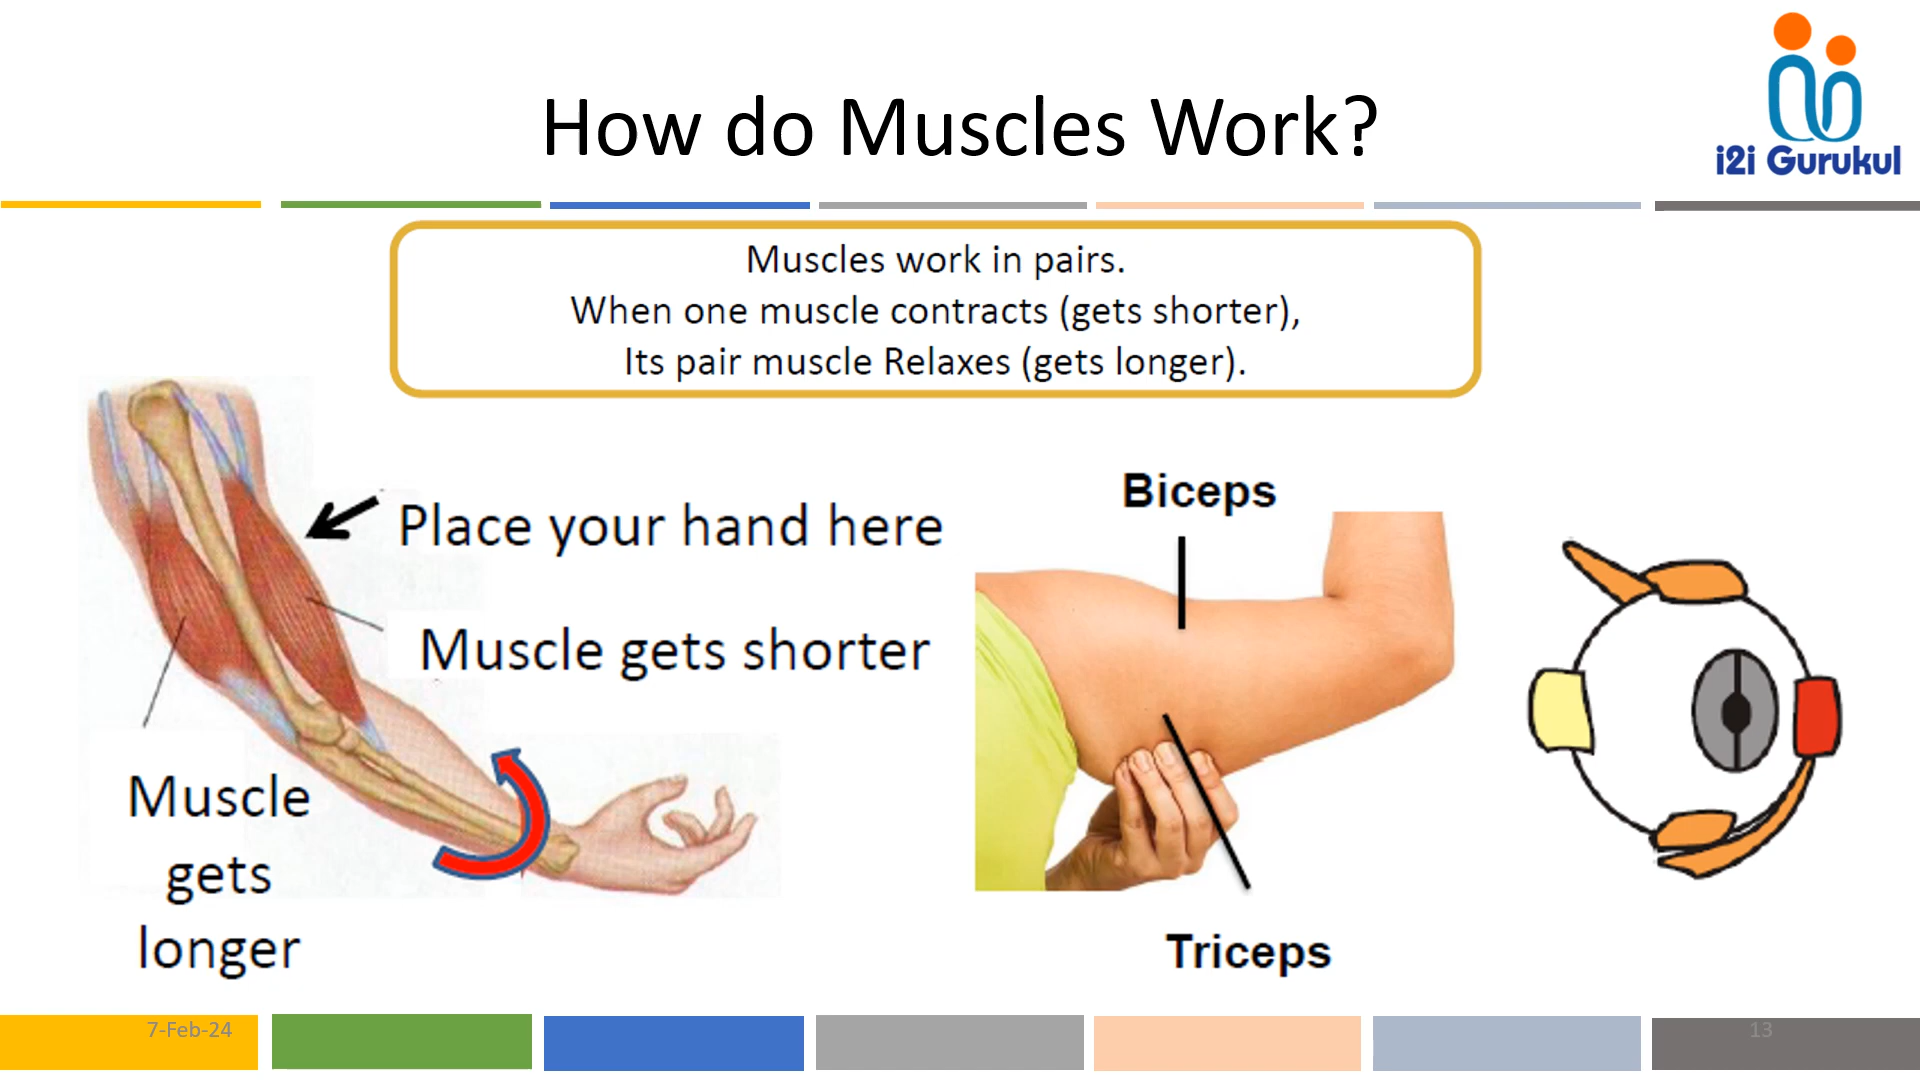 How do Muscles Work?
i2i Gurukul
Muscles work in pairs.
When one muscle contracts (gets shorter),
Its pair muscle Relaxes (gets longer).
Place your hand here
Muscle gets shorter
Muscle
gets
longer
Biceps
Triceps
7-Feb-24
13